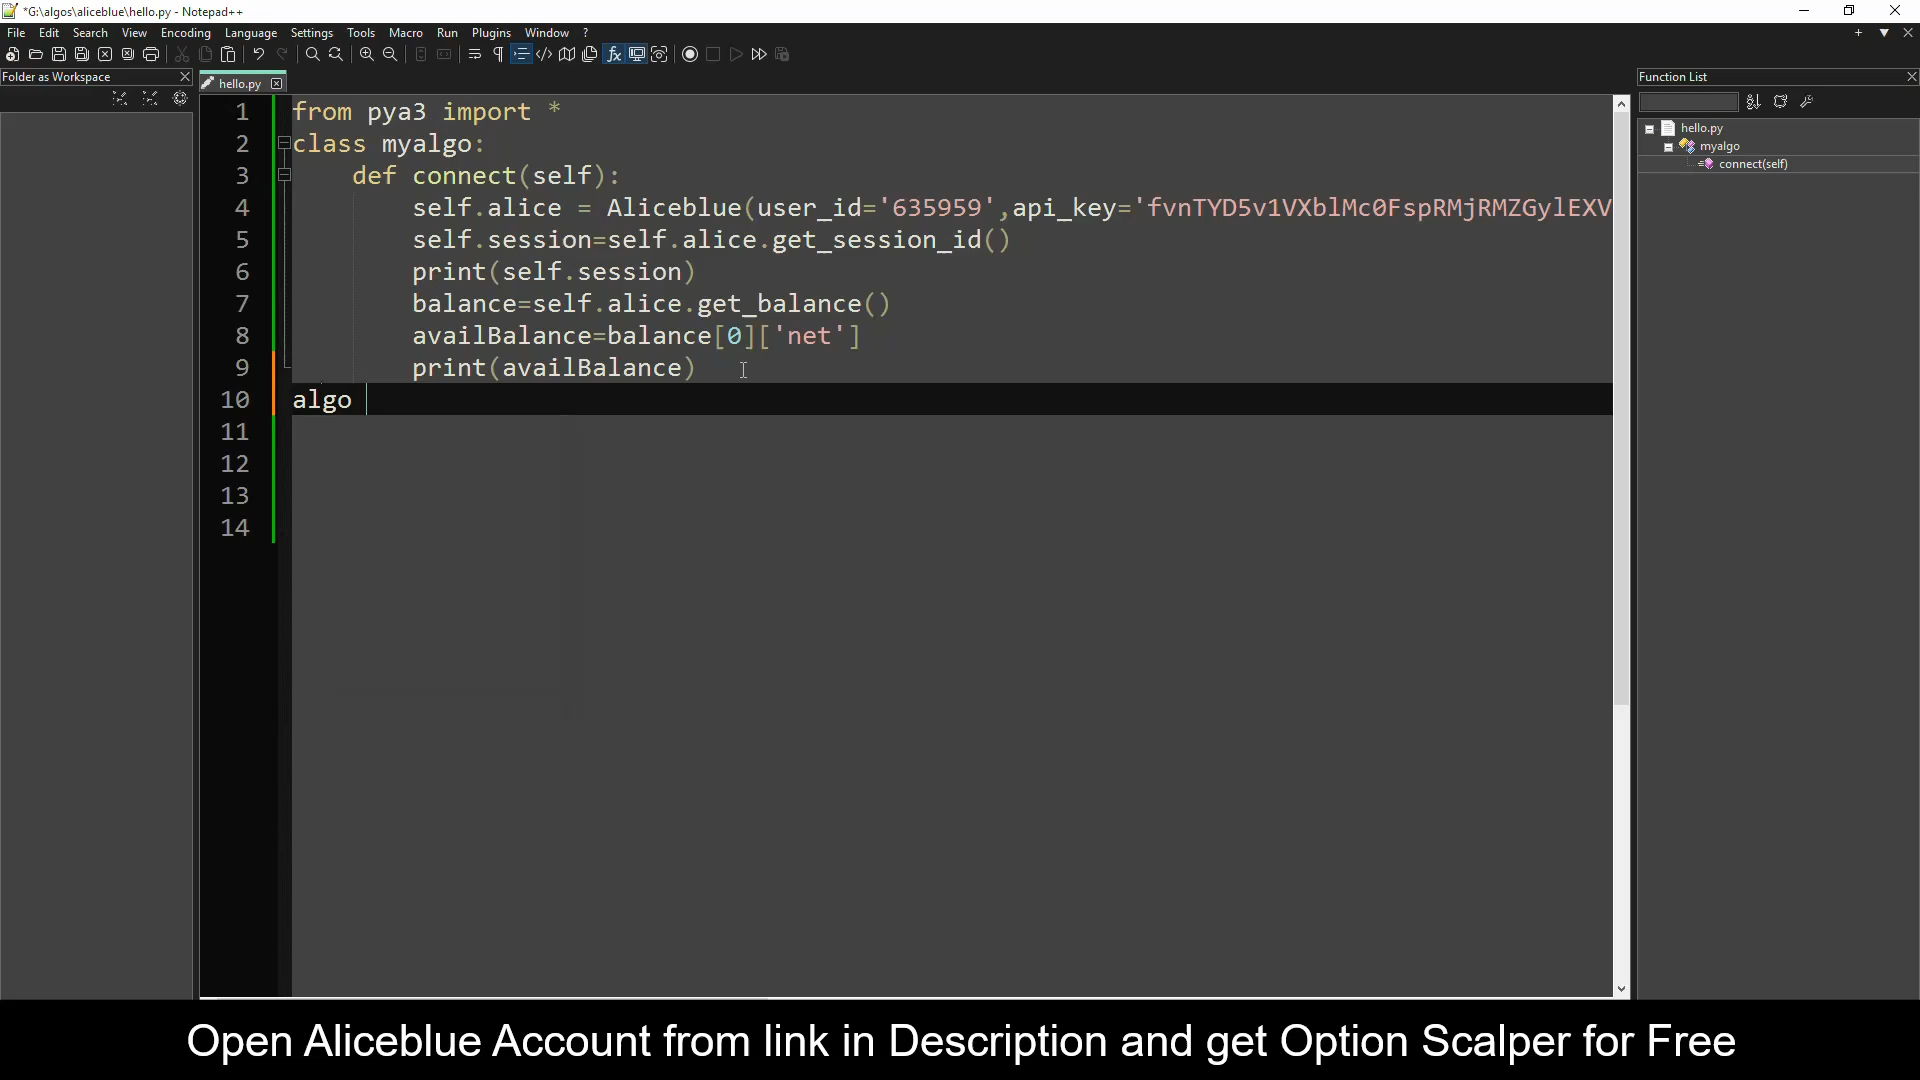 *G:\algos\aliceblue\hello.py - Notepad++
File Edit Search View Encoding Language Settings Tools Macro Run Plugins Window ?
Folder as Workspace
hello.py
Function List
1 from pya3 import *
2 class myalgo:
3 def connect(self):
4 self.alice = Aliceblue(user_id='635959',api_key='fvnTYD5v1VXblMc0FspRMjRMZGylEXV
5 self.session=self.alice.get_session_id()
6 print(self.session)
7 balance=self.alice.get_balance()
8 availBalance=balance[0]['net']
9 print(availBalance)
10 algo
11
12
13
14
hello.py
myalgo
connect(self)
Open Aliceblue Account from link in Description and get Option Scalper for Free